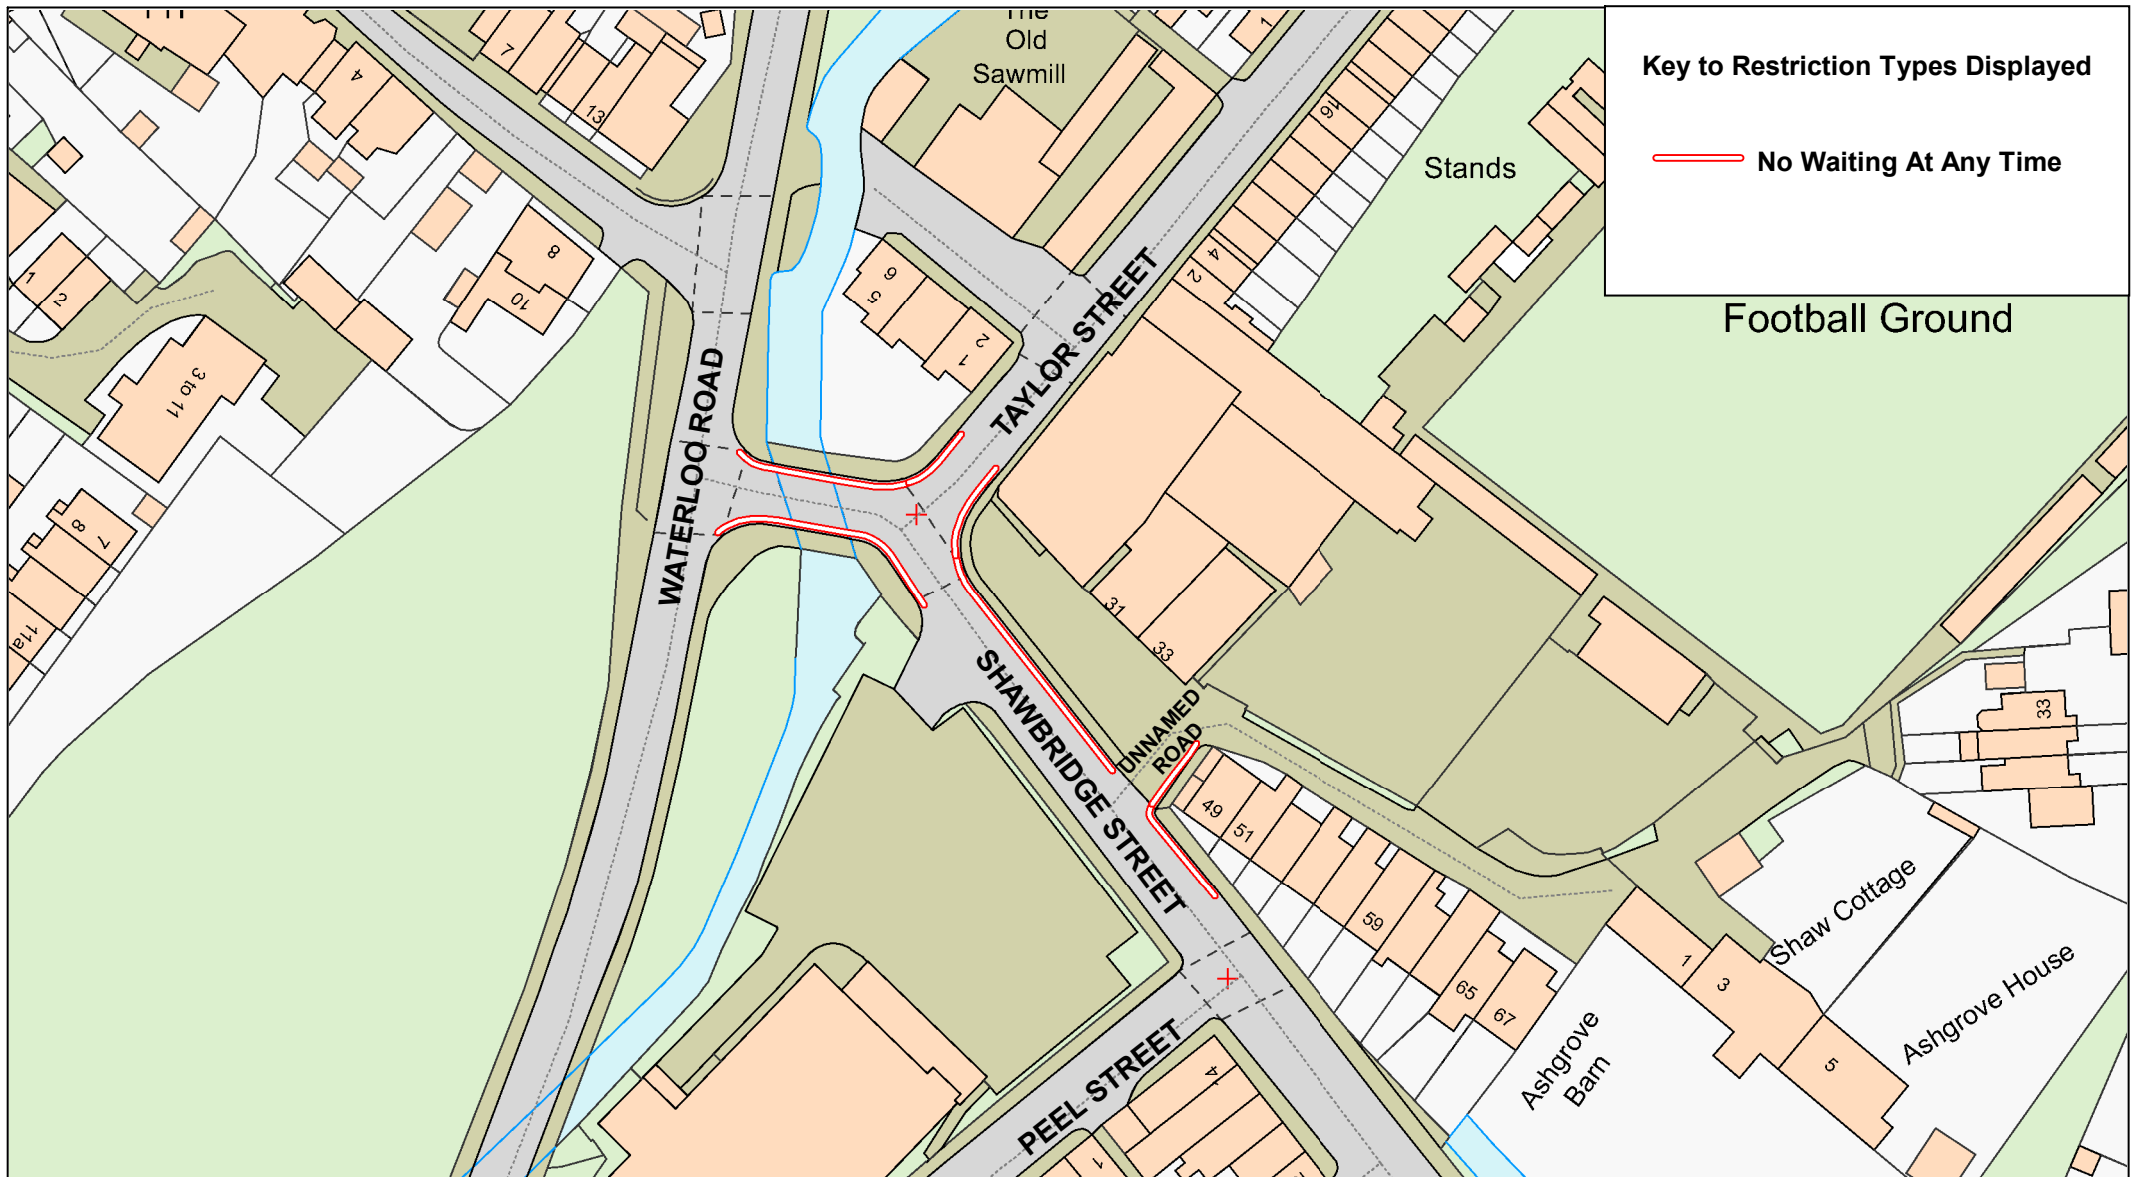 The
Old
Sawmill
Key to Restriction Types Displayed
No Waiting At Any Time
Stands
Football Ground
TAYLOR STREET
WATERLOO ROAD
SHAWBRIDGE STREET
UNNAMED
ROAD
PEEL STREET
Shaw Cottage
Ashgrove House
Ashgrove
Barn
4
7
13
1
16
8
10
1
2
6
5
2
1
4
2
3 to 11
8
7
11a
31
33
33
49
51
59
65
67
1
3
5
14
1